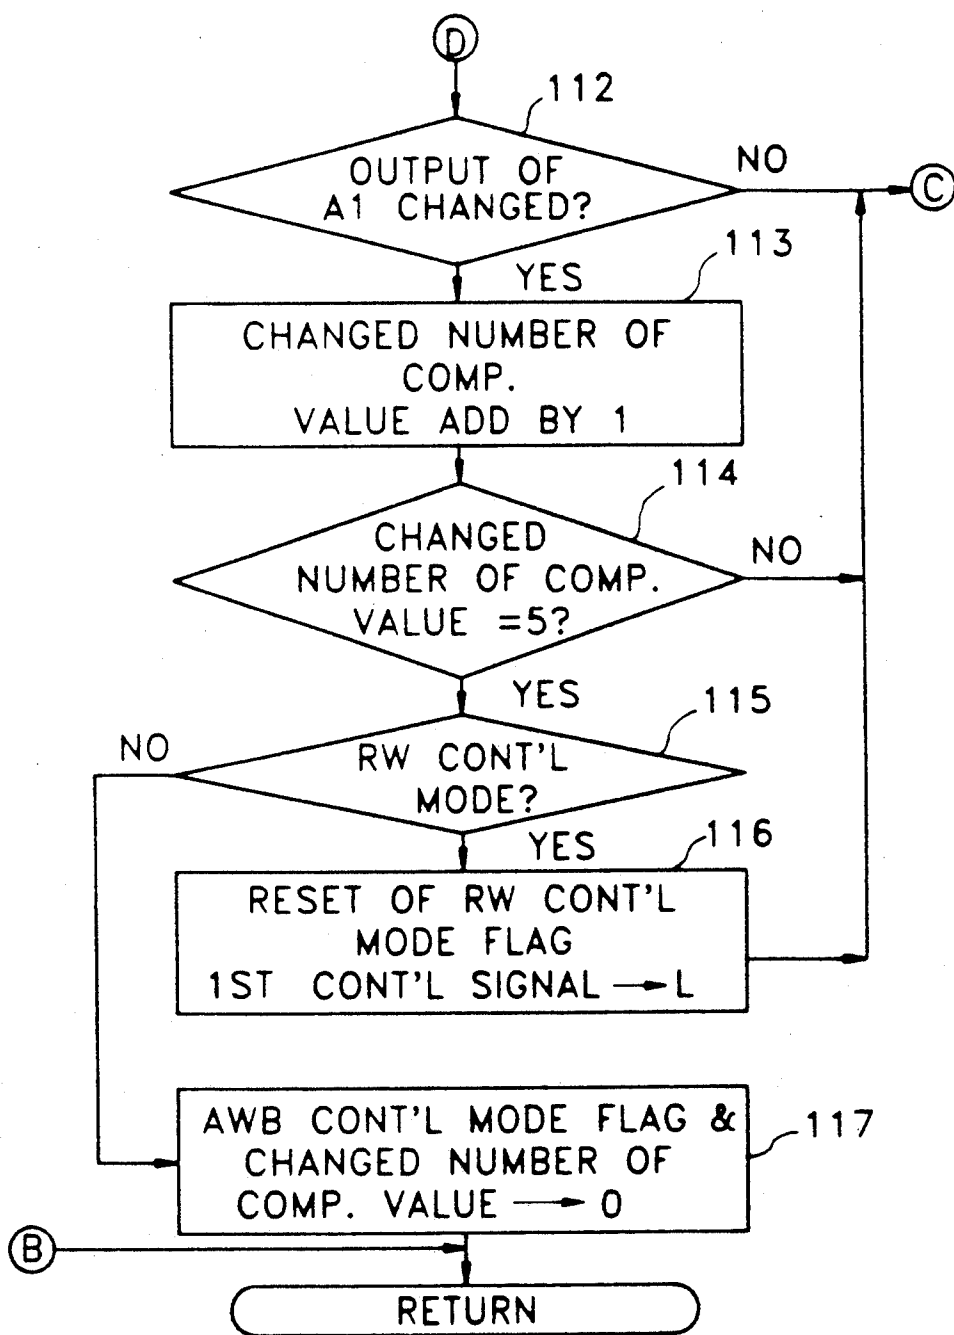 D
112
OUTPUT OF
A1 CHANGED?
NO
C
YES
113
CHANGED NUMBER OF
COMP.
VALUE ADD BY 1
114
CHANGED
NUMBER OF COMP.
VALUE =5?
NO
YES
115
NO
RW CONT'L
MODE?
YES
116
RESET OF RW CONT'L
MODE FLAG
1ST CONT'L SIGNAL → L
AWB CONT'L MODE FLAG &
CHANGED NUMBER OF
COMP. VALUE → 0
117
B
RETURN